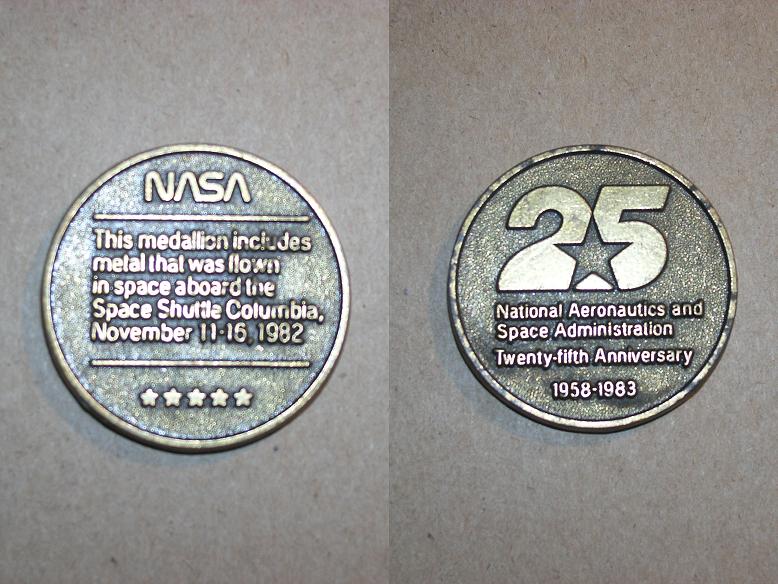 NASA
This medallion includes
metal that was flown
in space aboard the
Space Shuttle Columbia,
November 11-16, 1982
25
National Aeronautics and
Space Administration
Twenty-fifth Anniversary
1958-1983